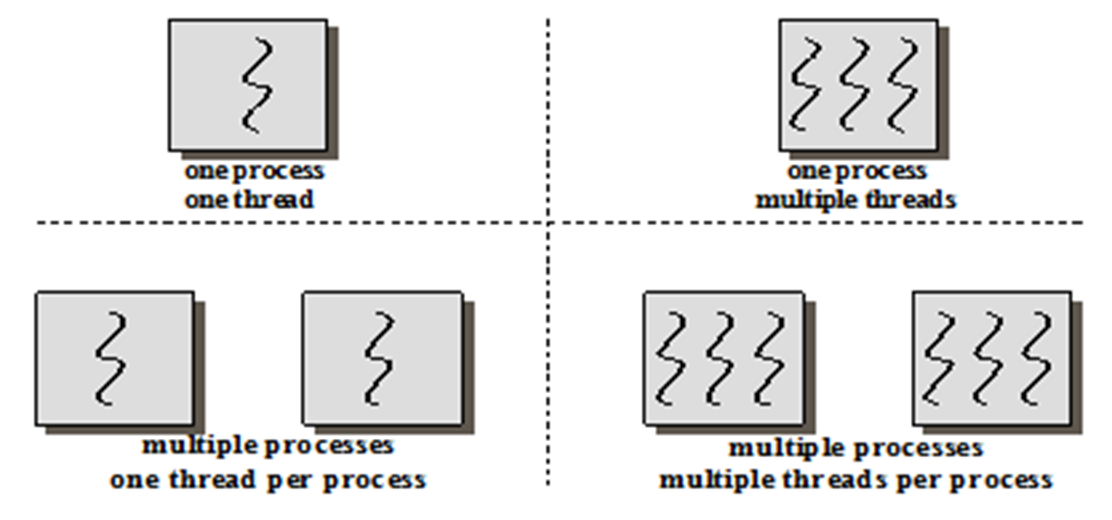 one process
one thread
one process
multiple threads
multiple processes
one thread per process
multiple processes
multiple threads per process